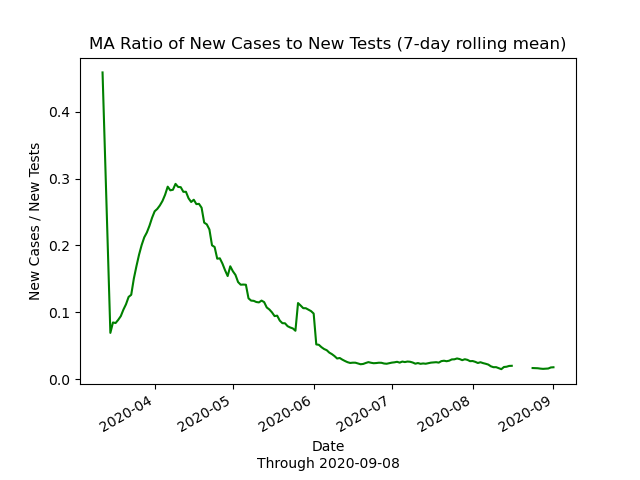 MA Ratio of New Cases to New Tests (7-day rolling mean)
New Cases / New Tests
0.4
0.3
0.2
0.1
0.0
2020-04
2020-05
2020-06
2020-07
2020-08
2020-09
Date
Through 2020-09-08